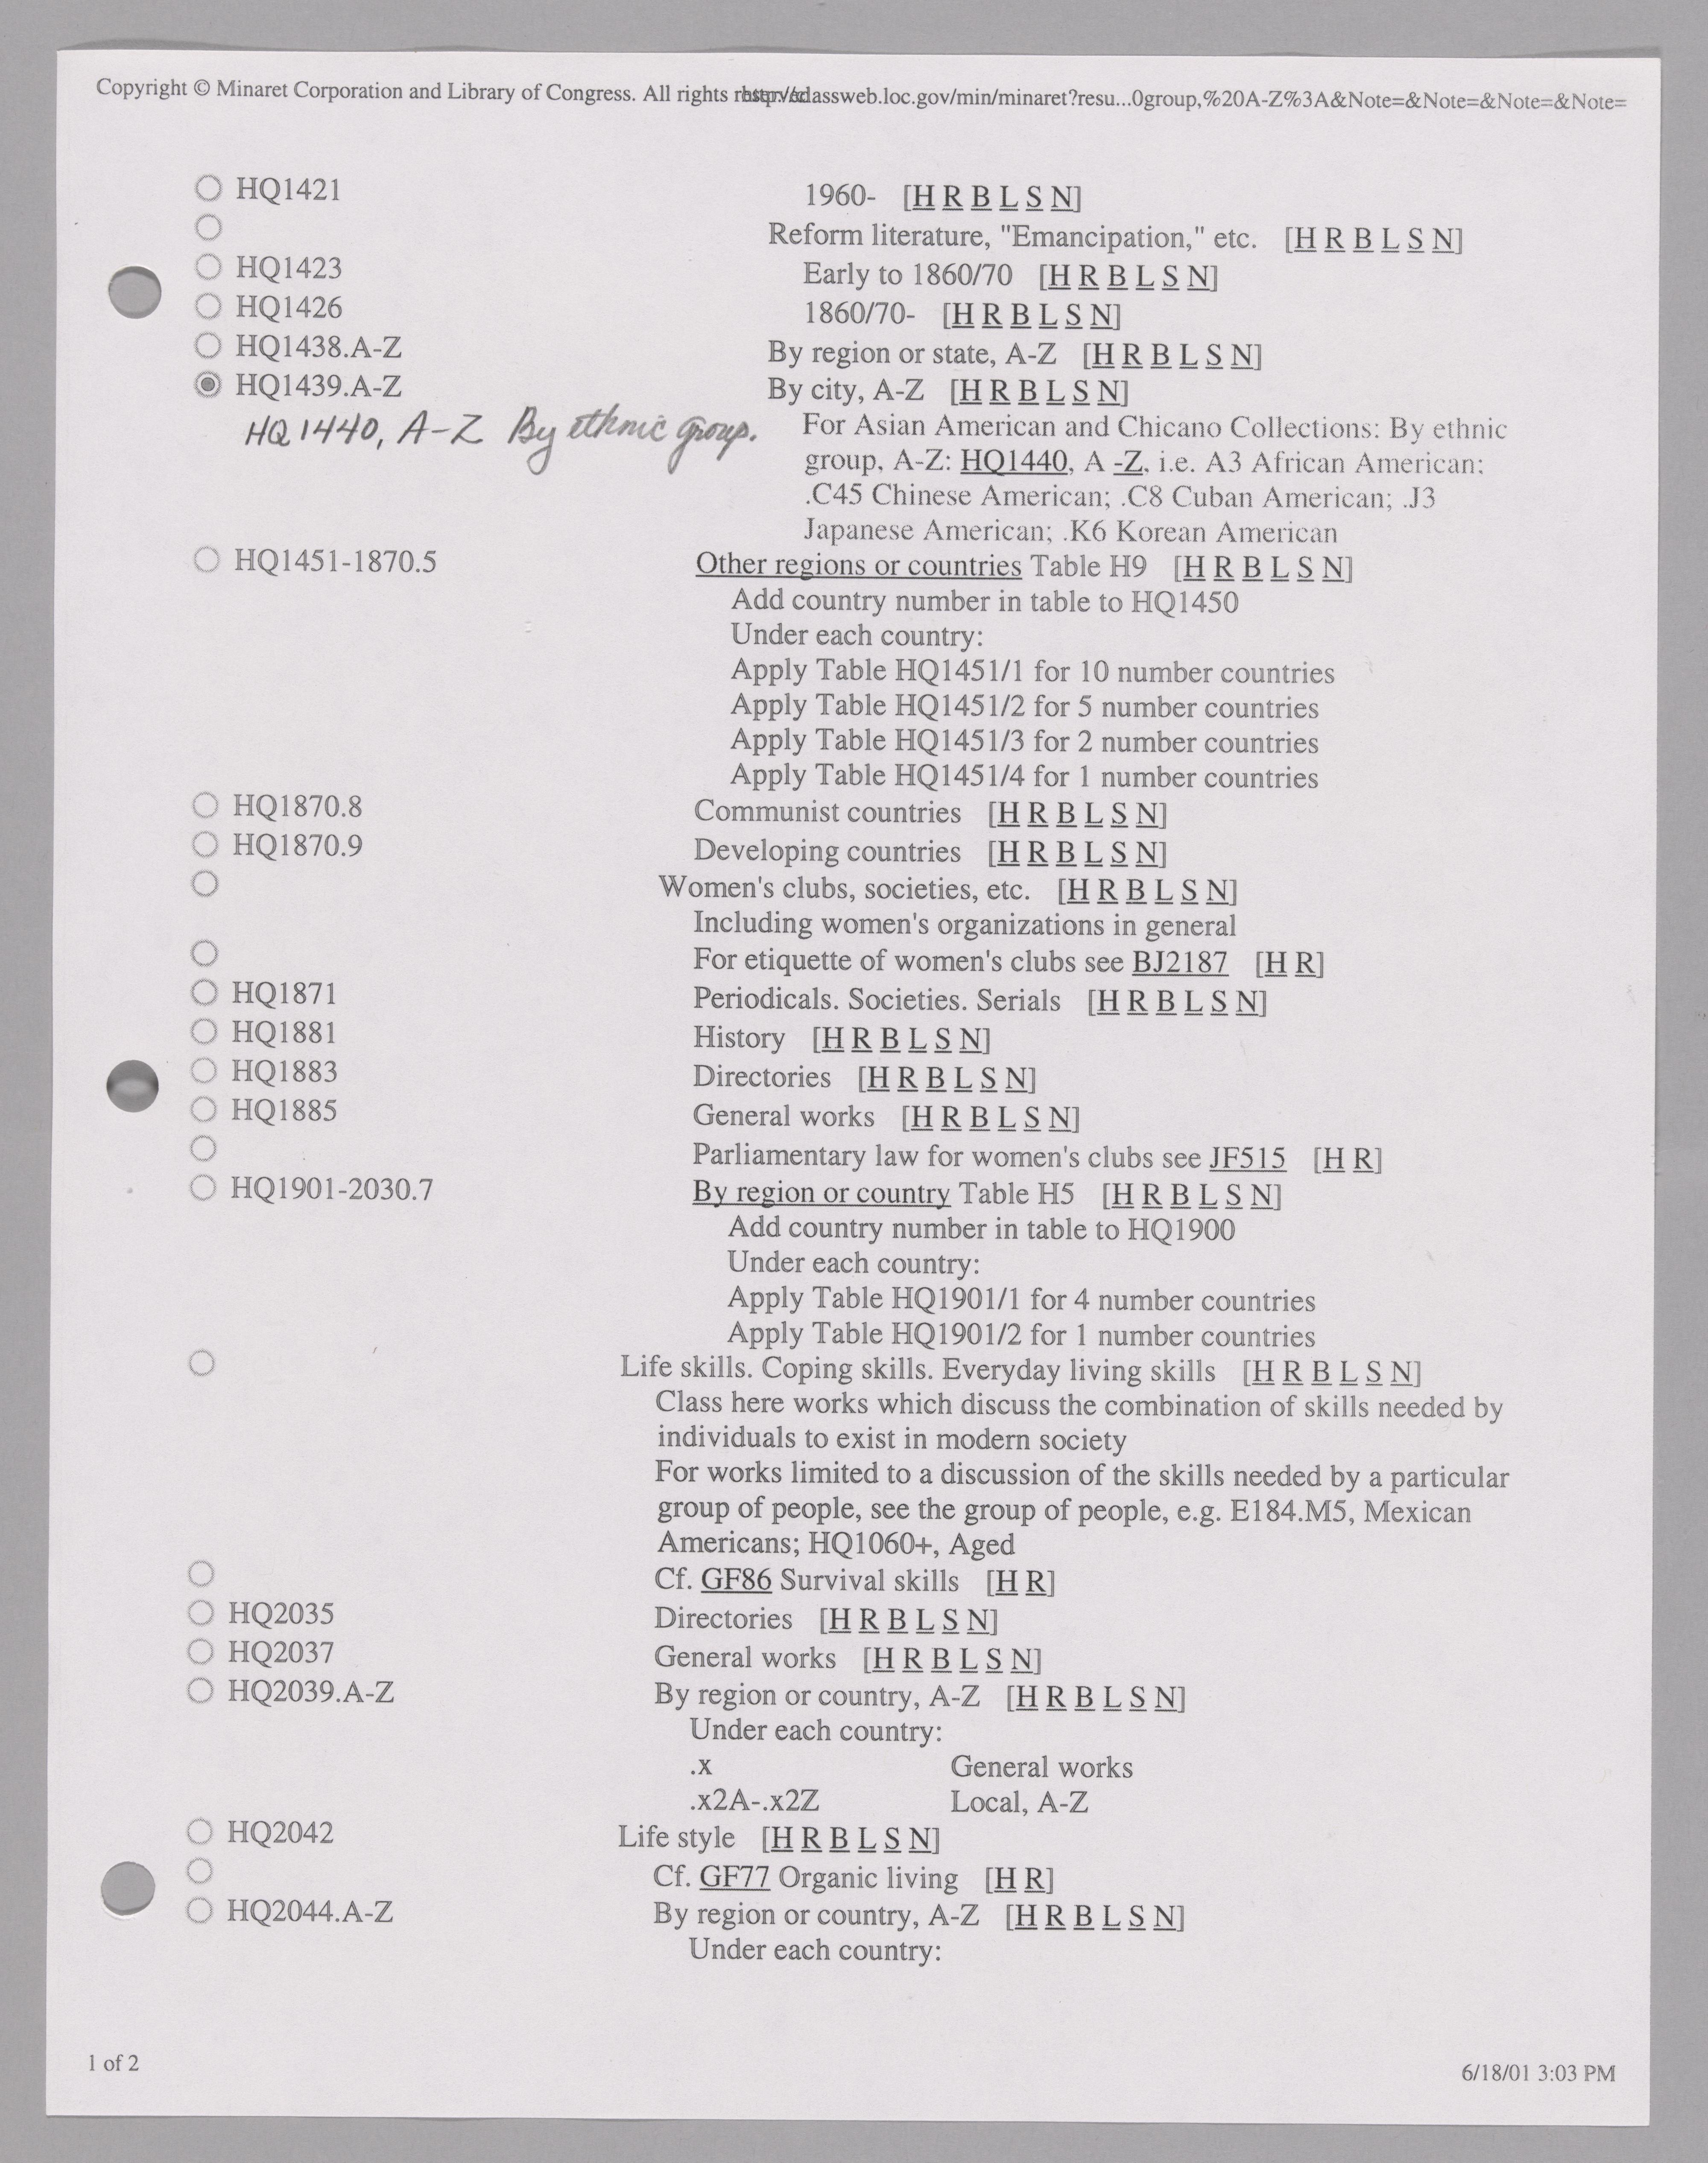 Copyright © Minaret Corporation and Library of Congress. All rights classweb.loc.gov/min/minaret?resu...0group,%20A-Z%3A&Note=&Note=&Note=&Note=
HQ1421 1960- [H R B L S N]
Reform literature, "Emancipation," etc. [H R B L S N]
HQ1423 Early to 1860/70 [H R B L S N]
HQ1426 1860/70- [H R B L S N]
HQ1438.A-Z By region or state, A-Z [H R B L S N]
HQ1439.A-Z By city, A-Z [H R B L S N]
HQ1440, A-Z By ethnic group. For Asian American and Chicano Collections: By ethnic
group, A-Z: HQ1440, A -Z, i.e. A3 African American:
.C45 Chinese American; .C8 Cuban American; .J3
Japanese American; .K6 Korean American
HQ1451-1870.5 Other regions or countries Table H9 [H R B L S N]
Add country number in table to HQ1450
Under each country:
Apply Table HQ1451/1 for 10 number countries
Apply Table HQ1451/2 for 5 number countries
Apply Table HQ1451/3 for 2 number countries
Apply Table HQ1451/4 for 1 number countries
HQ1870.8 Communist countries [H R B L S N]
HQ1870.9 Developing countries [H R B L S N]
Women's clubs, societies, etc. [H R B L S N]
Including women's organizations in general
For etiquette of women's clubs see BJ2187 [H R]
HQ1871 Periodicals. Societies. Serials [H R B L S N]
HQ1881 History [H R B L S N]
HQ1883 Directories [H R B L S N]
HQ1885 General works [H R B L S N]
Parliamentary law for women's clubs see JF515 [H R]
HQ1901-2030.7 By region or country Table H5 [H R B L S N]
Add country number in table to HQ1900
Under each country:
Apply Table HQ1901/1 for 4 number countries
Apply Table HQ1901/2 for 1 number countries
Life skills. Coping skills. Everyday living skills [H R B L S N]
Class here works which discuss the combination of skills needed by
individuals to exist in modern society
For works limited to a discussion of the skills needed by a particular
group of people, see the group of people, e.g. E184.M5, Mexican
Americans; HQ1060+, Aged
Cf. GF86 Survival skills [H R]
HQ2035 Directories [H R B L S N]
HQ2037 General works [H R B L S N]
HQ2039.A-Z By region or country, A-Z [H R B L S N]
Under each country:
.x General works
.x2A-.x2Z Local, A-Z
HQ2042 Life style [H R B L S N]
Cf. GF77 Organic living [H R]
HQ2044.A-Z By region or country, A-Z [H R B L S N]
Under each country:
1 of 2
6/18/01 3:03 PM